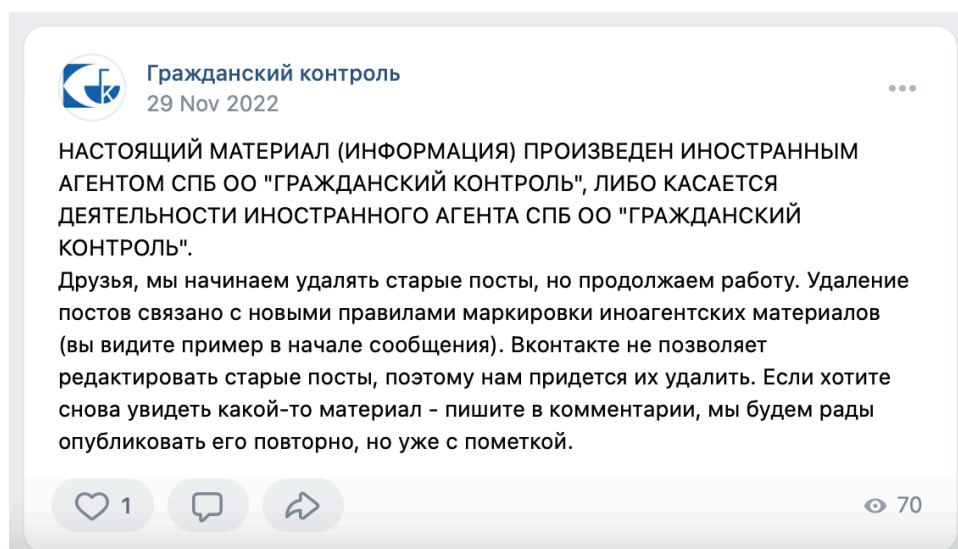 Гражданский контроль
29 Nov 2022
НАСТОЯЩИЙ МАТЕРИАЛ (ИНФОРМАЦИЯ) ПРОИЗВЕДЕН ИНОСТРАННЫМ
АГЕНТОМ СПБ ОО "ГРАЖДАНСКИЙ КОНТРОЛЬ", ЛИБО КАСАЕТСЯ
ДЕЯТЕЛЬНОСТИ ИНОСТРАННОГО АГЕНТА СПБ ОО "ГРАЖДАНСКИЙ
КОНТРОЛЬ".
Друзья, мы начинаем удалять старые посты, но продолжаем работу. Удаление
постов связано с новыми правилами маркировки иноагентских материалов
(вы видите пример в начале сообщения). Вконтакте не позволяет
редактировать старые посты, поэтому нам придется их удалить. Если хотите
снова увидеть какой-то материал - пишите в комментарии, мы будем рады
опубликовать его повторно, но уже с пометкой.
1
70